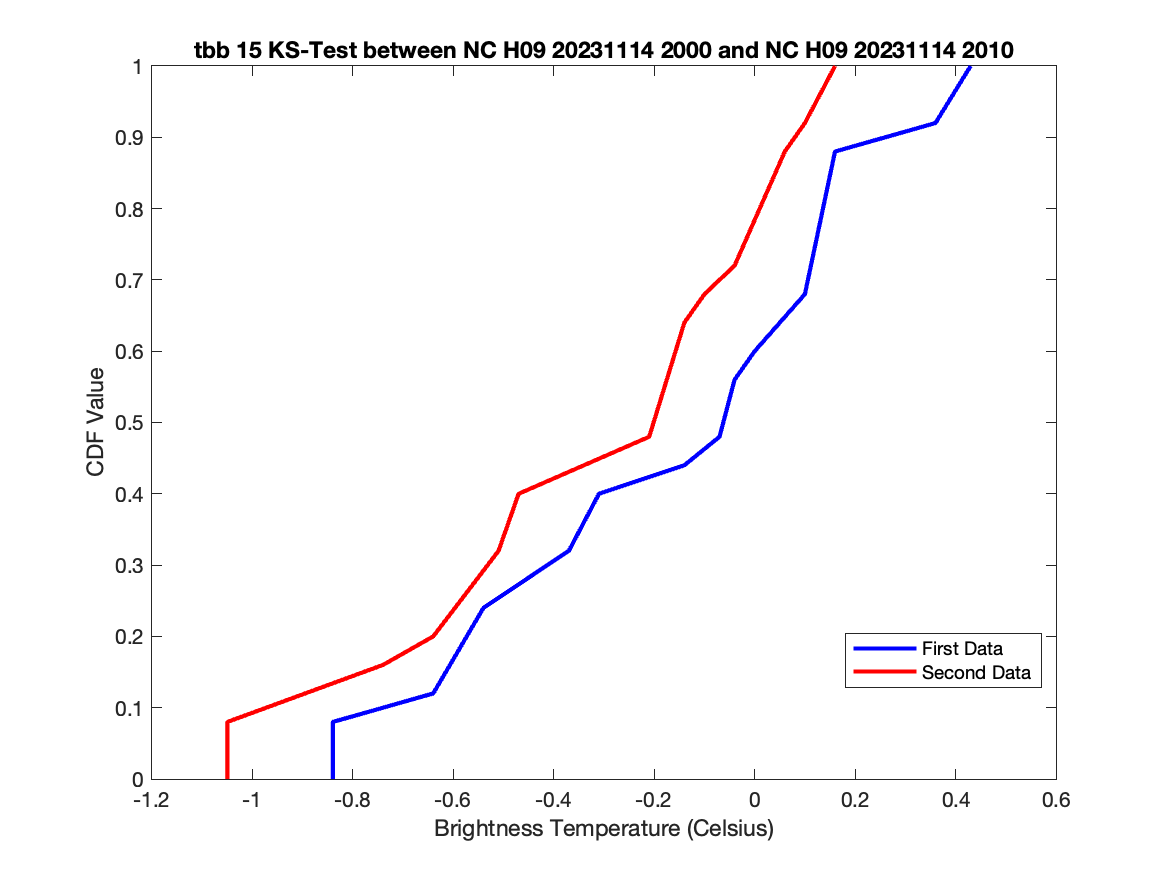 tbb 15 KS-Test between NC H09 20231114 2000 and NC H09 20231114 2010
1
0.9
0.8
0.7
0.6
0.5
0.4
0.3
0.2
0.1
0
CDF Value
First Data
Second Data
-1.2 -1 -0.8 -0.6 -0.4 -0.2 0 0.2 0.4 0.6
Brightness Temperature (Celsius)